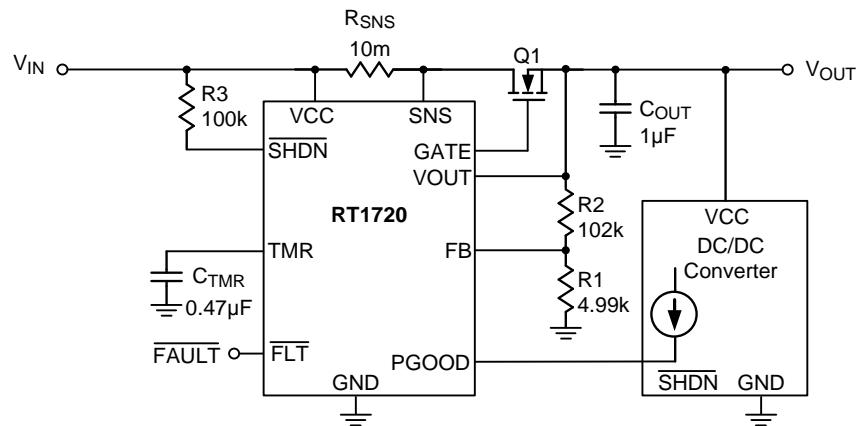 RSNS
10m
Q1
VIN
VOUT
R3
100k
VCC
SNS
COUT
1µF
SHDN
GATE
VOUT
RT1720
R2
102k
VCC
DC/DC
Converter
TMR
FB
CTMR
0.47µF
R1
4.99k
FAULT
FLT
PGOOD
GND
SHDN
GND